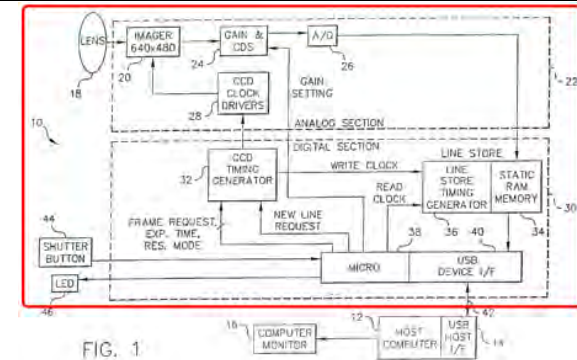 LENS
IMAGER
640x480
GAIN &
CDS
A/D
18
20
24
26
GAIN
SETTING
22
CCD
CLOCK
DRIVERS
28
10
ANALOG SECTION
DIGITAL SECTION
LINE STORE
CCD
TIMING
GENERATOR
32
WRITE CLOCK
READ
CLOCK
LINE
STORE
TIMING
GENERATOR
STATIC
RAM
MEMORY
30
FRAME REQUEST,
EXP. TIME,
RES. MODE
NEW LINE
REQUEST
36
34
44
38
40
SHUTTER
BUTTON
MICRO
USB
DEVICE I/F
LED
46
42
12
16
COMPUTER
MONITOR
HOST
COMPUTER
USB
HOST
I/F
14
FIG. 1